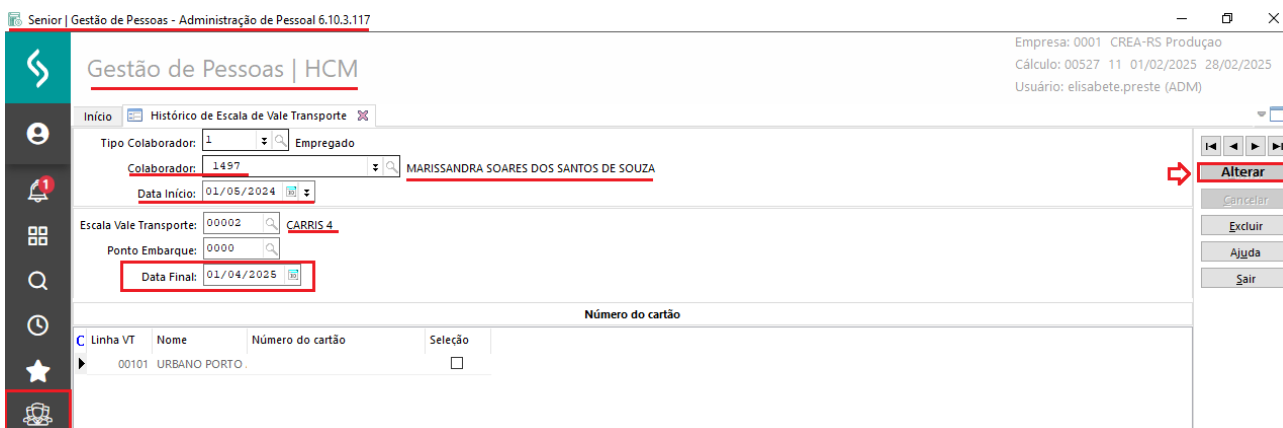 Senior | Gestão de Pessoas - Administração de Pessoal 6.10.3.117
Gestão de Pessoas | HCM
Empresa: 0001 CREA-RS Produçao
Cálculo: 00527 11 01/02/2025 28/02/2025
Usuário: elisabete.preste (ADM)
Início Histórico de Escala de Vale Transporte
Tipo Colaborador: 1 Empregado
Colaborador: 1497 MARISSANDRA SOARES DOS SANTOS DE SOUZA
Data Início: 01/05/2024
Escala Vale Transporte: 00002 CARRIS 4
Ponto Embarque: 0000
Data Final: 01/04/2025
Alterar
Cancelar
Excluir
Ajuda
Sair
1
Número do cartão
C Linha VT Nome Número do cartão Seleção
00101 URBANO PORTO .